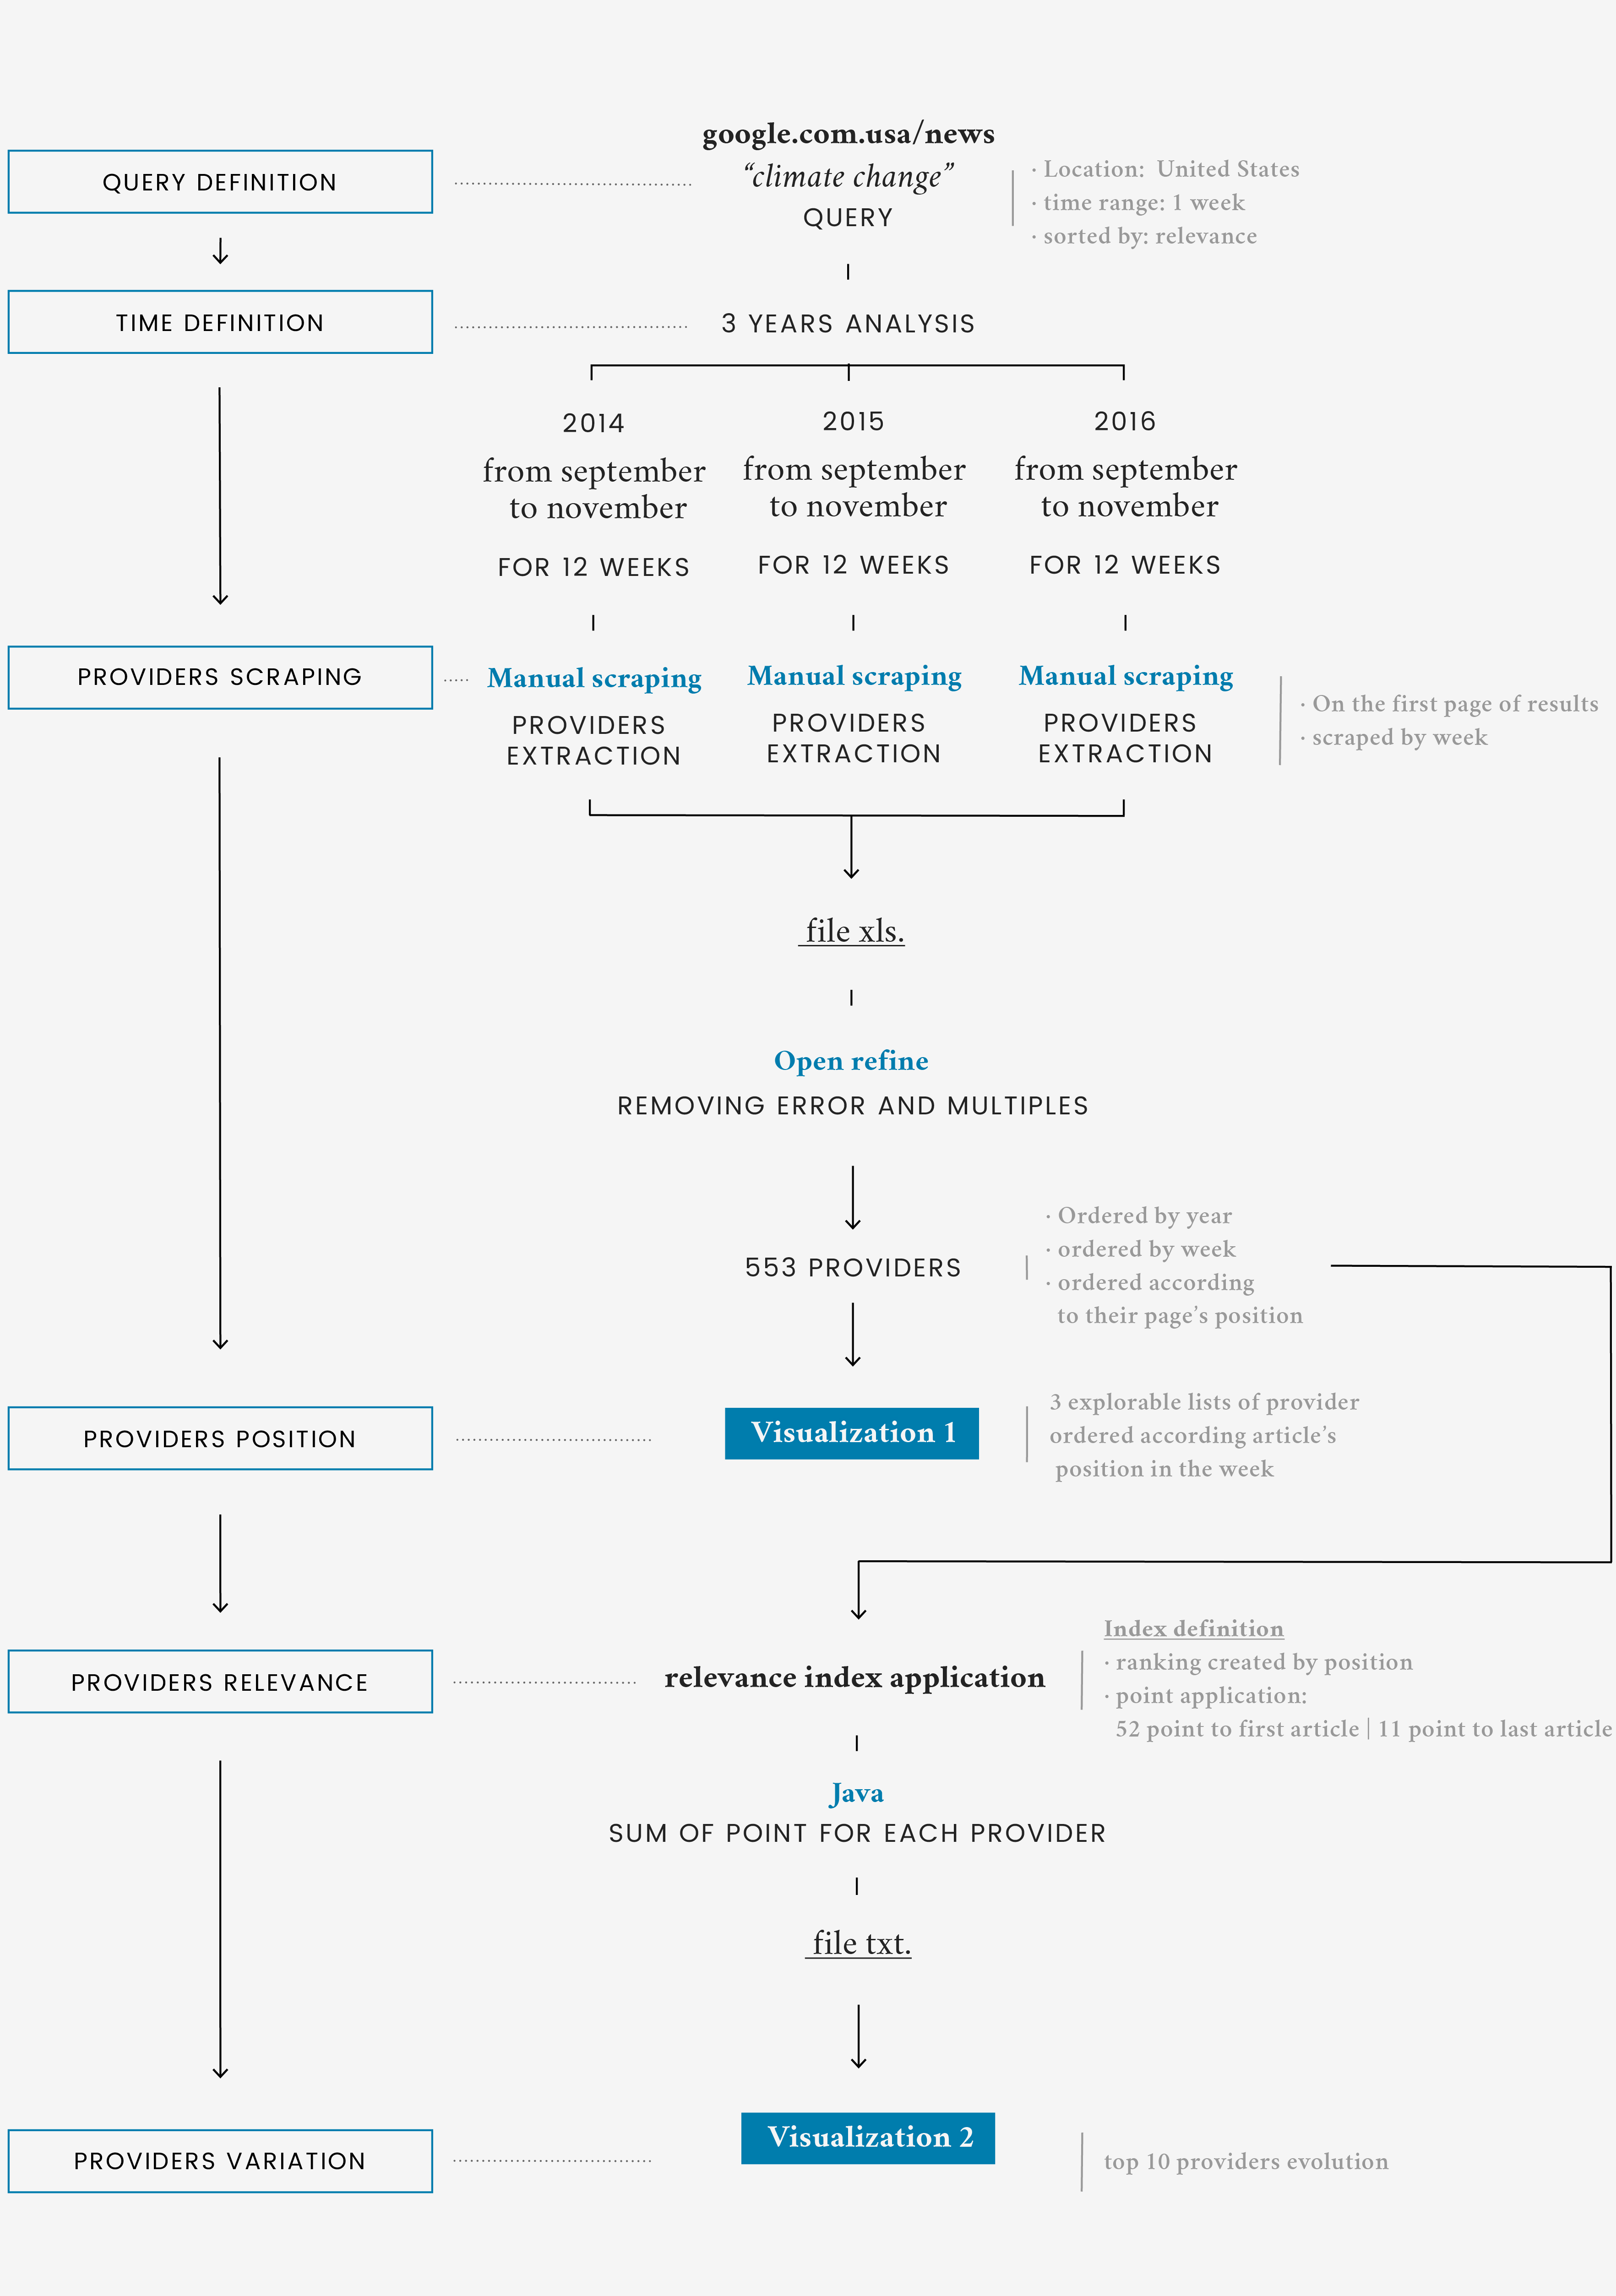 google.com.usa/news
QUERY DEFINITION
“climate change”
QUERY
· Location:  United States
· time range: 1 week
· sorted by: relevance
TIME DEFINITION
3 YEARS ANALYSIS
2014
from september
to november
FOR 12 WEEKS
2015
from september
to november
FOR 12 WEEKS
2016
from september
to november
FOR 12 WEEKS
PROVIDERS SCRAPING
Manual scraping
PROVIDERS
EXTRACTION
Manual scraping
PROVIDERS
EXTRACTION
Manual scraping
PROVIDERS
EXTRACTION
· On the first page of results
· scraped by week
file xls.
Open refine
REMOVING ERROR AND MULTIPLES
553 PROVIDERS
· Ordered by year
· ordered by week
· ordered according
to their page’s position
PROVIDERS POSITION
Visualization 1
3 explorable lists of provider
ordered according article’s
position in the week
PROVIDERS RELEVANCE
relevance index application
Index definition
· ranking created by position
· point application:
52 point to first article | 11 point to last article
Java
SUM OF POINT FOR EACH PROVIDER
file txt.
PROVIDERS VARIATION
Visualization 2
top 10 providers evolution